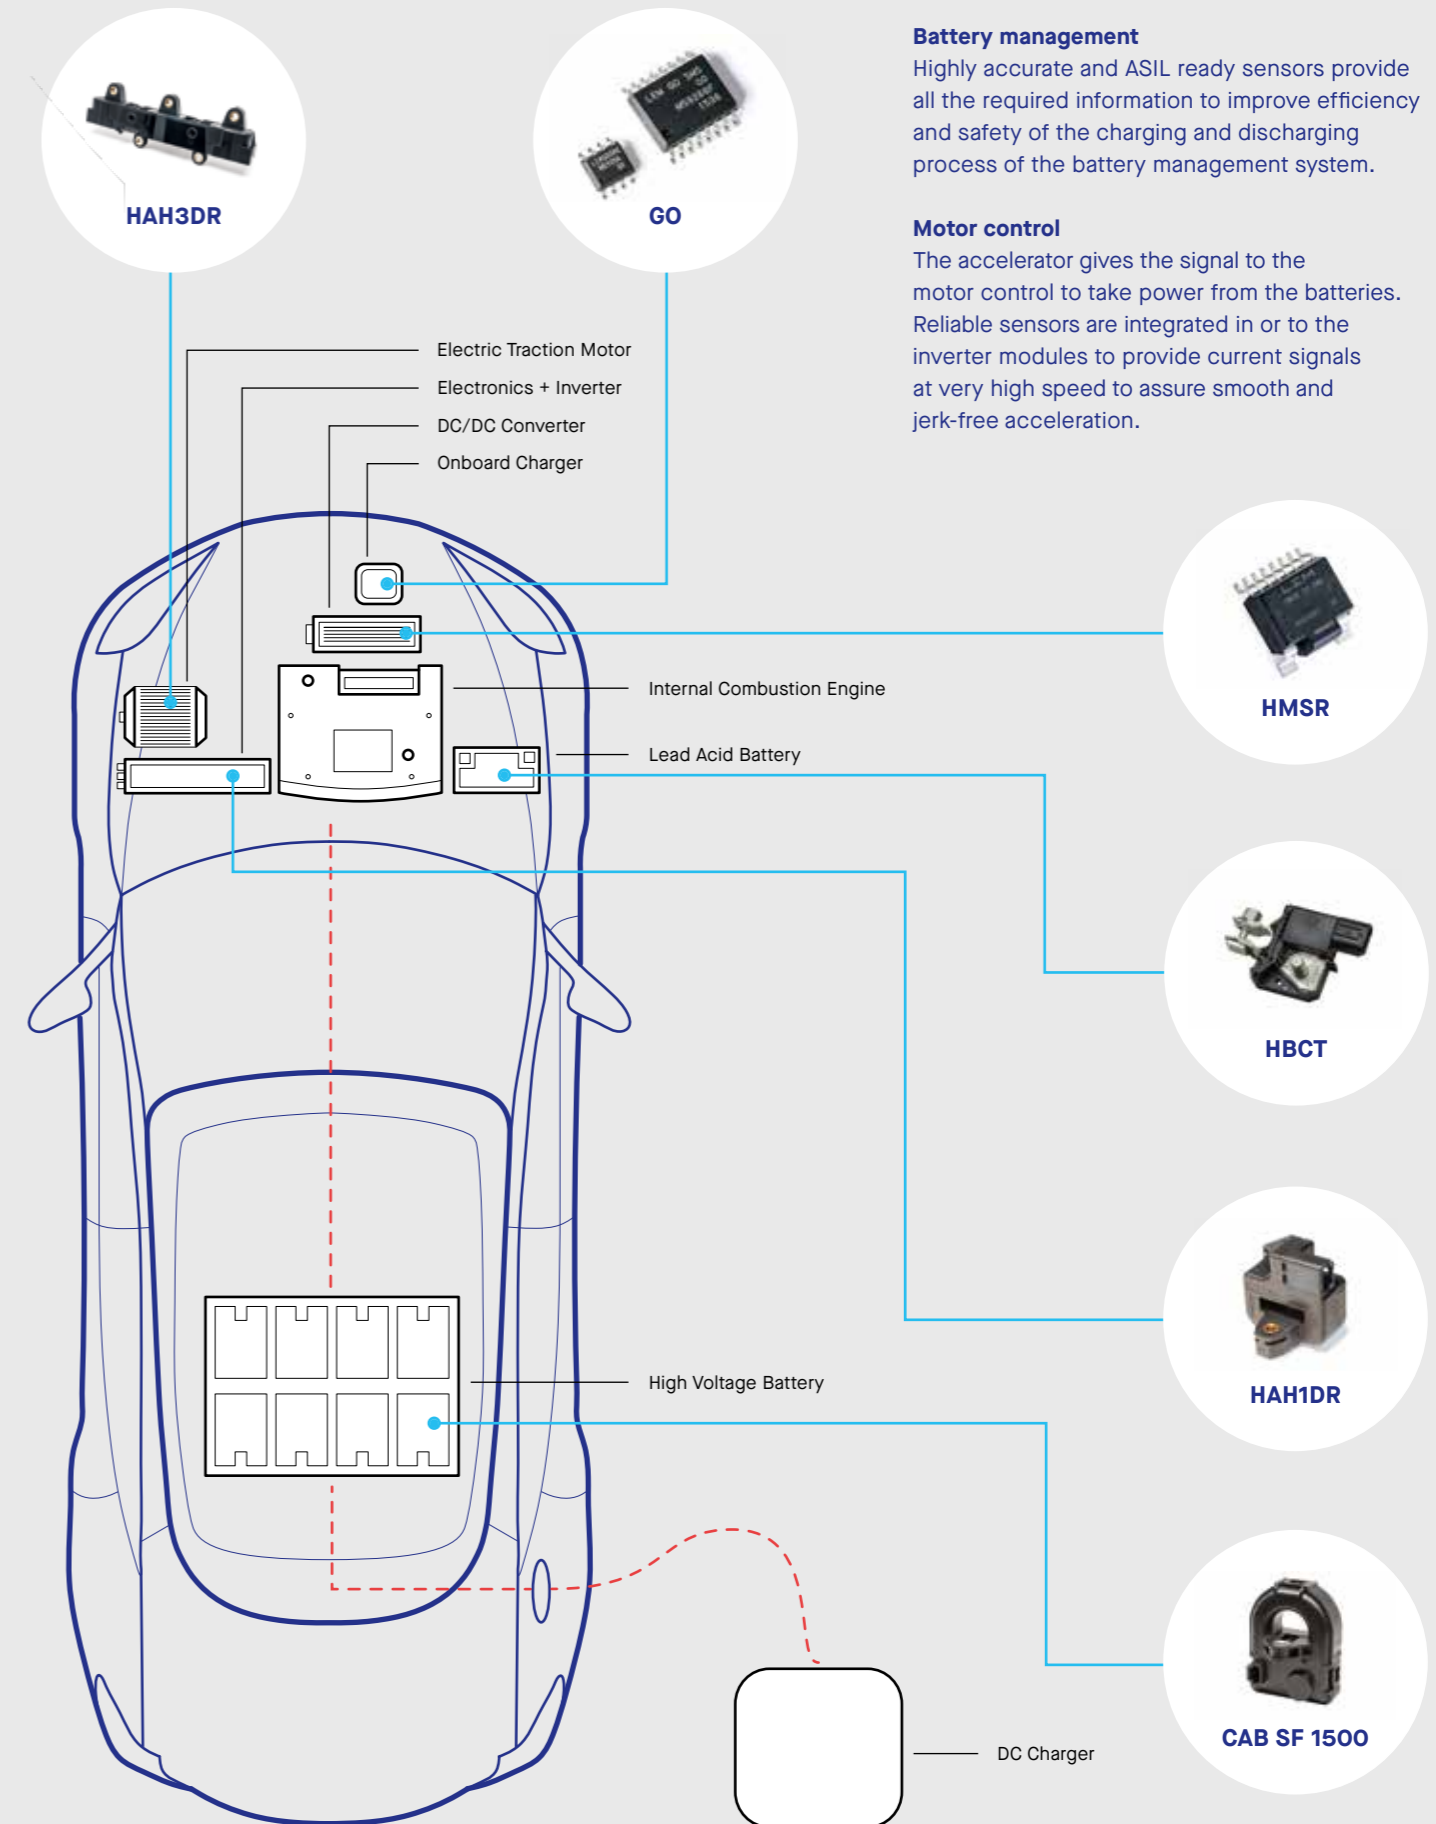 HAH3DR
GO
Battery management
Highly accurate and ASIL ready sensors provide
all the required information to improve efficiency
and safety of the charging and discharging
process of the battery management system.
Motor control
The accelerator gives the signal to the
motor control to take power from the batteries.
Reliable sensors are integrated in or to the
inverter modules to provide current signals
at very high speed to assure smooth and
jerk-free acceleration.
Electric Traction Motor
Electronics + Inverter
DC/DC Converter
Onboard Charger
HMSR
Internal Combustion Engine
Lead Acid Battery
HBCT
HAH1DR
High Voltage Battery
CAB SF 1500
DC Charger